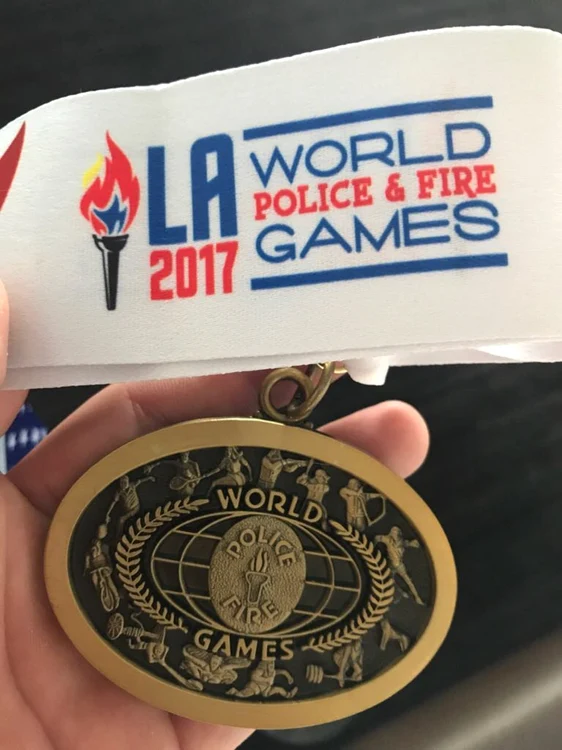 LA
2017
WORLD
POLICE & FIRE
GAMES
WORLD
POLICE
FIRE
GAMES